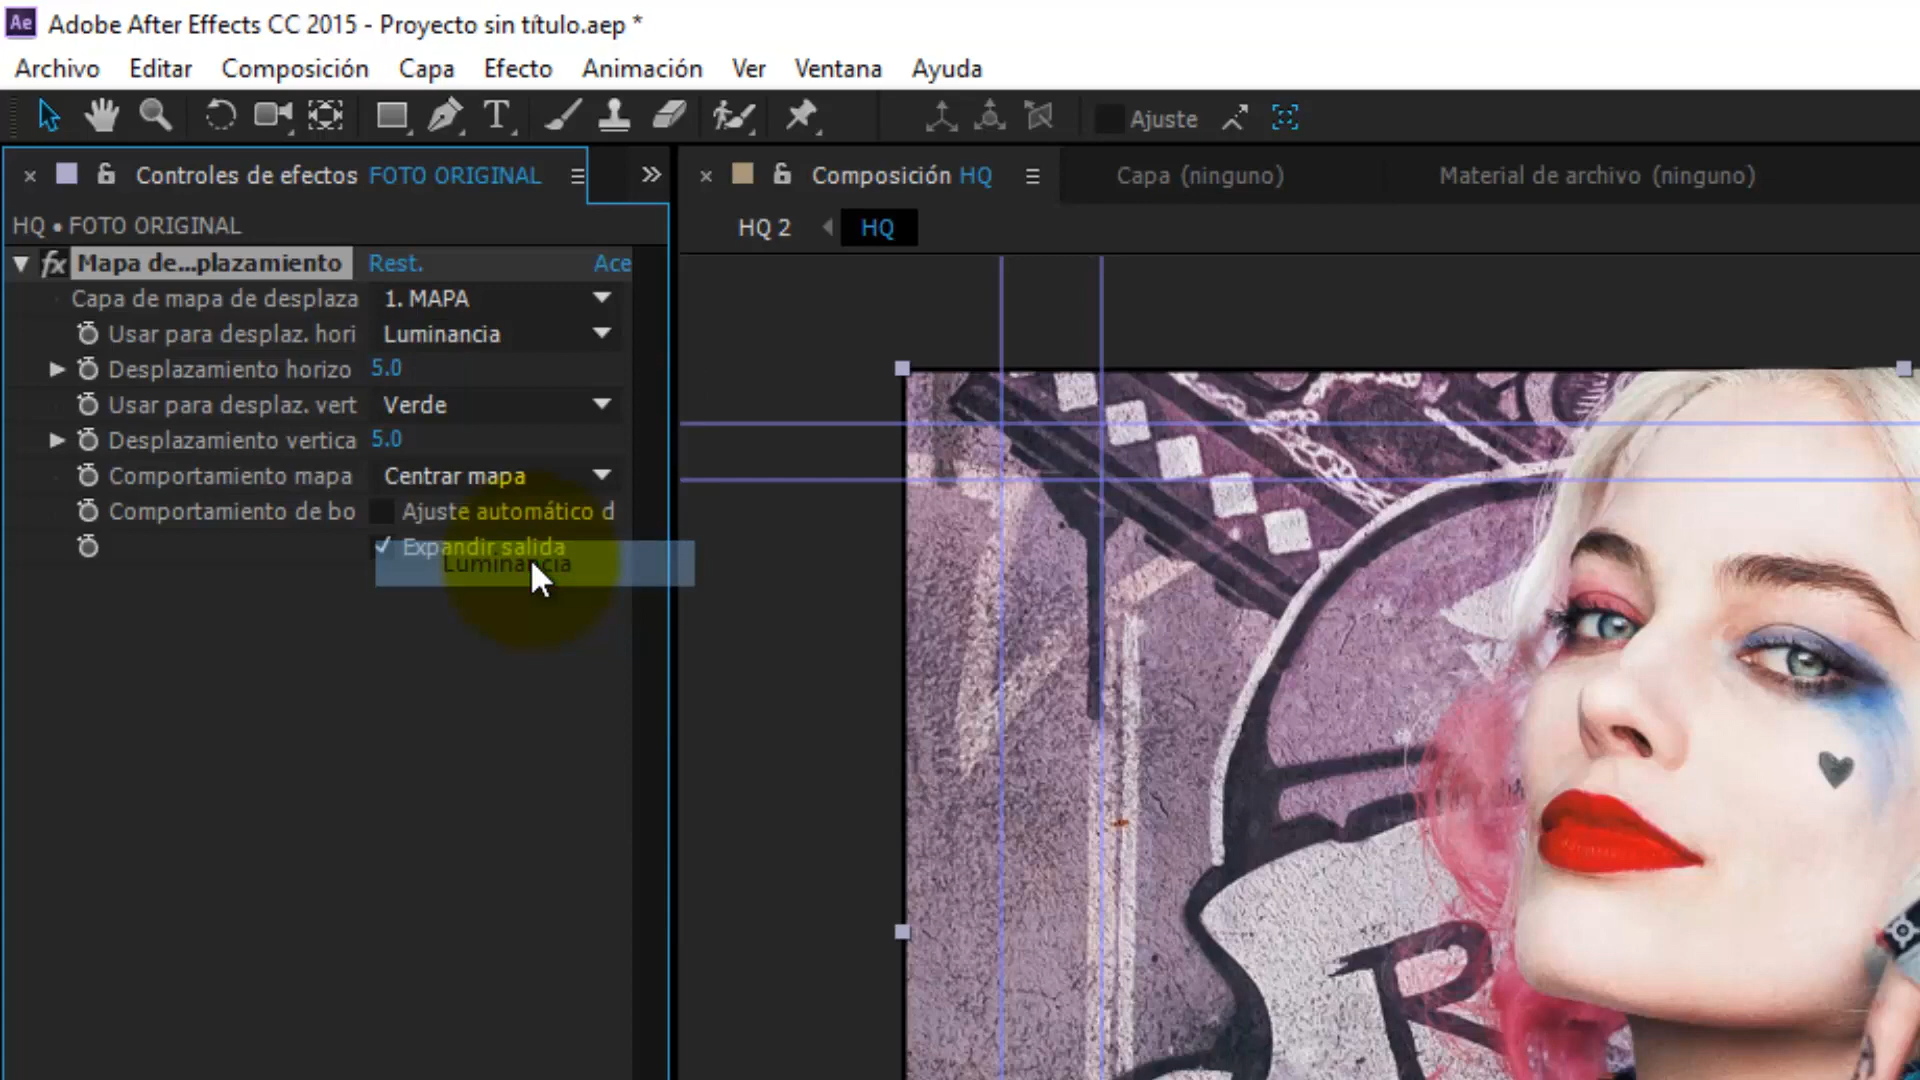 Ae Adobe After Effects CC 2015 - Proyecto sin título.aep *
Archivo Editar Composición Capa Efecto Animación Ver Ventana Ayuda
T Ajuste
× Controles de efectos FOTO ORIGINAL »
× Composición HQ Capa (ninguno) Material de archivo (ninguno)
HQ • FOTO ORIGINAL
HQ 2 HQ
fx Mapa de...plazamiento Rest. Ace
Capa de mapa de desplaza 1. MAPA
Usar para desplaz. hori Luminancia
Desplazamiento horizo 5.0
Usar para desplaz. vert Verde
Desplazamiento vertica 5.0
Comportamiento mapa Centrar mapa
Comportamiento de bo Ajuste automático d
Expandir salida
Luminancia
R